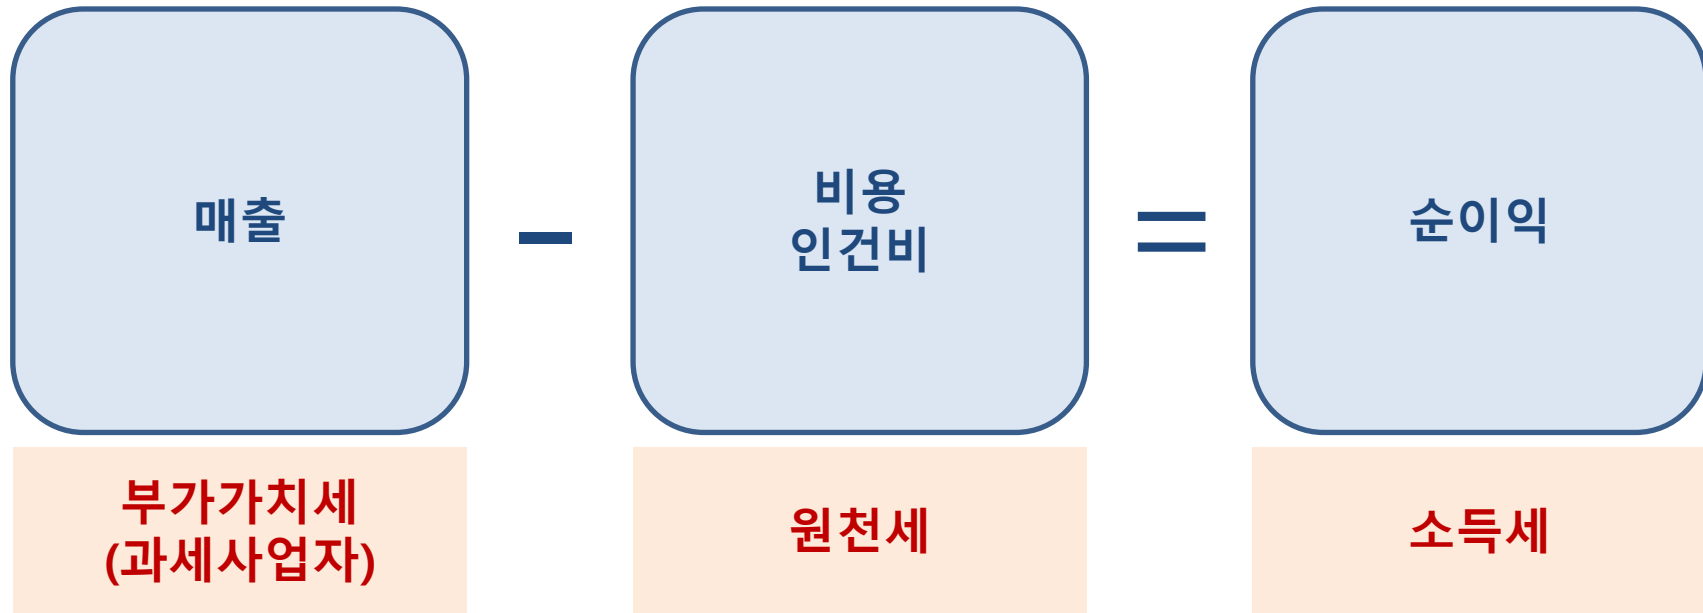 매출
-
비용
인건비
=
순이익
부가가치세
(과세사업자)
원천세
소득세